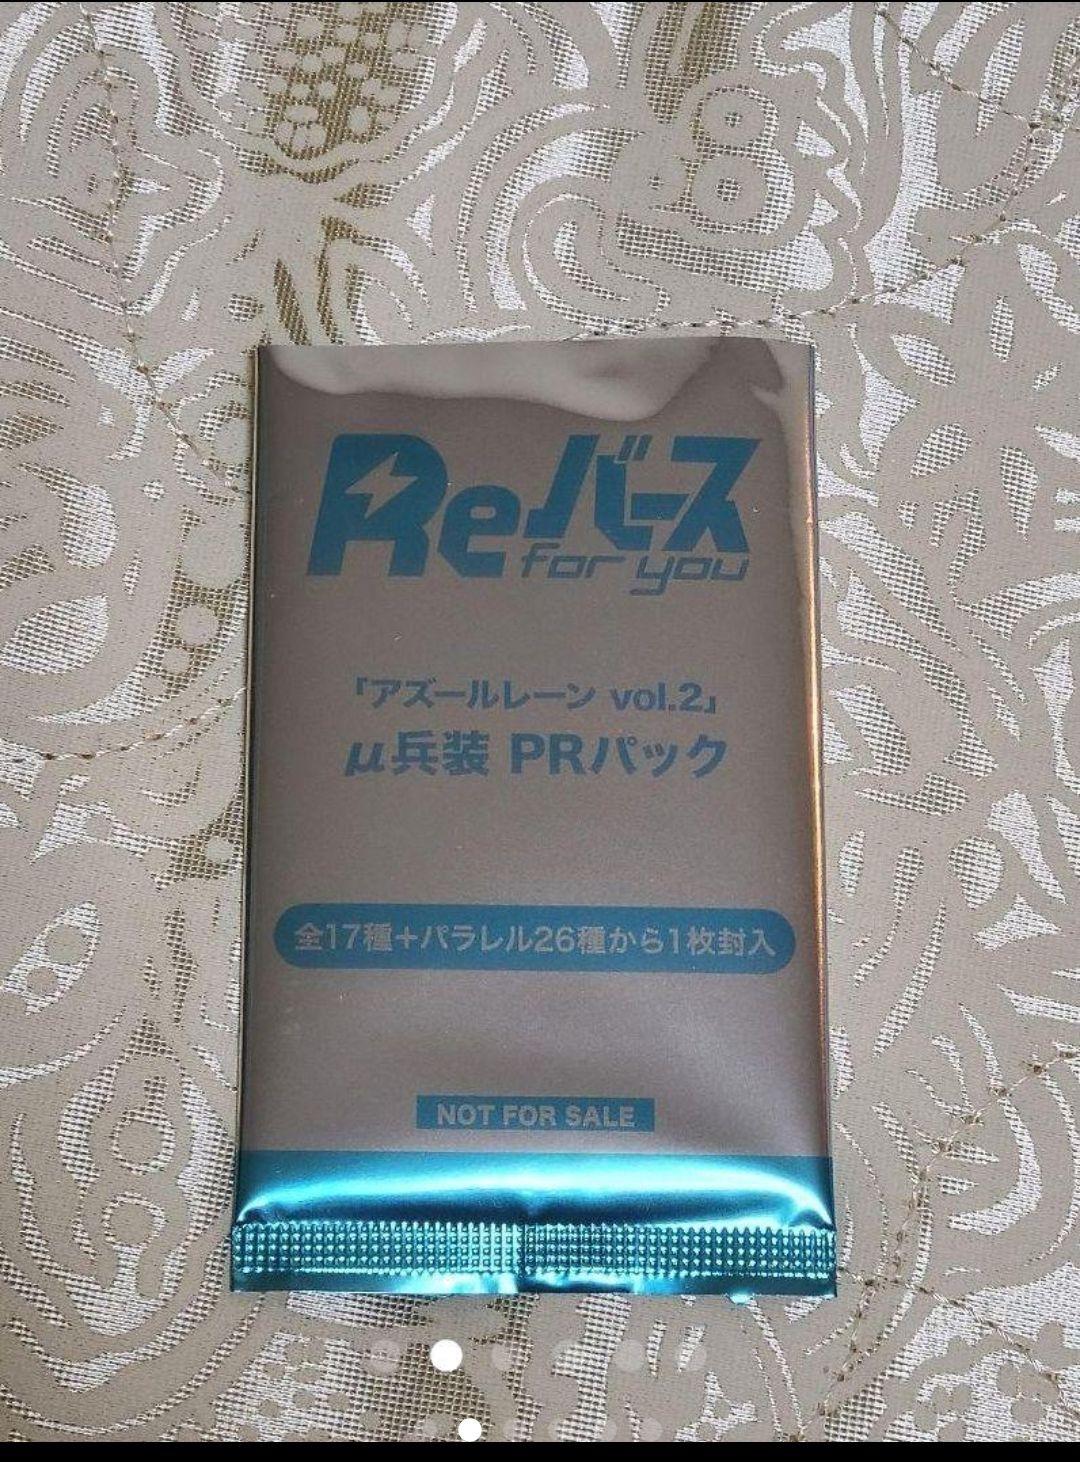 Reバース
for you
「アズールレーン vol.2」
μ兵装 PRパック
全17種+パラレル26種から1枚封入
NOT FOR SALE